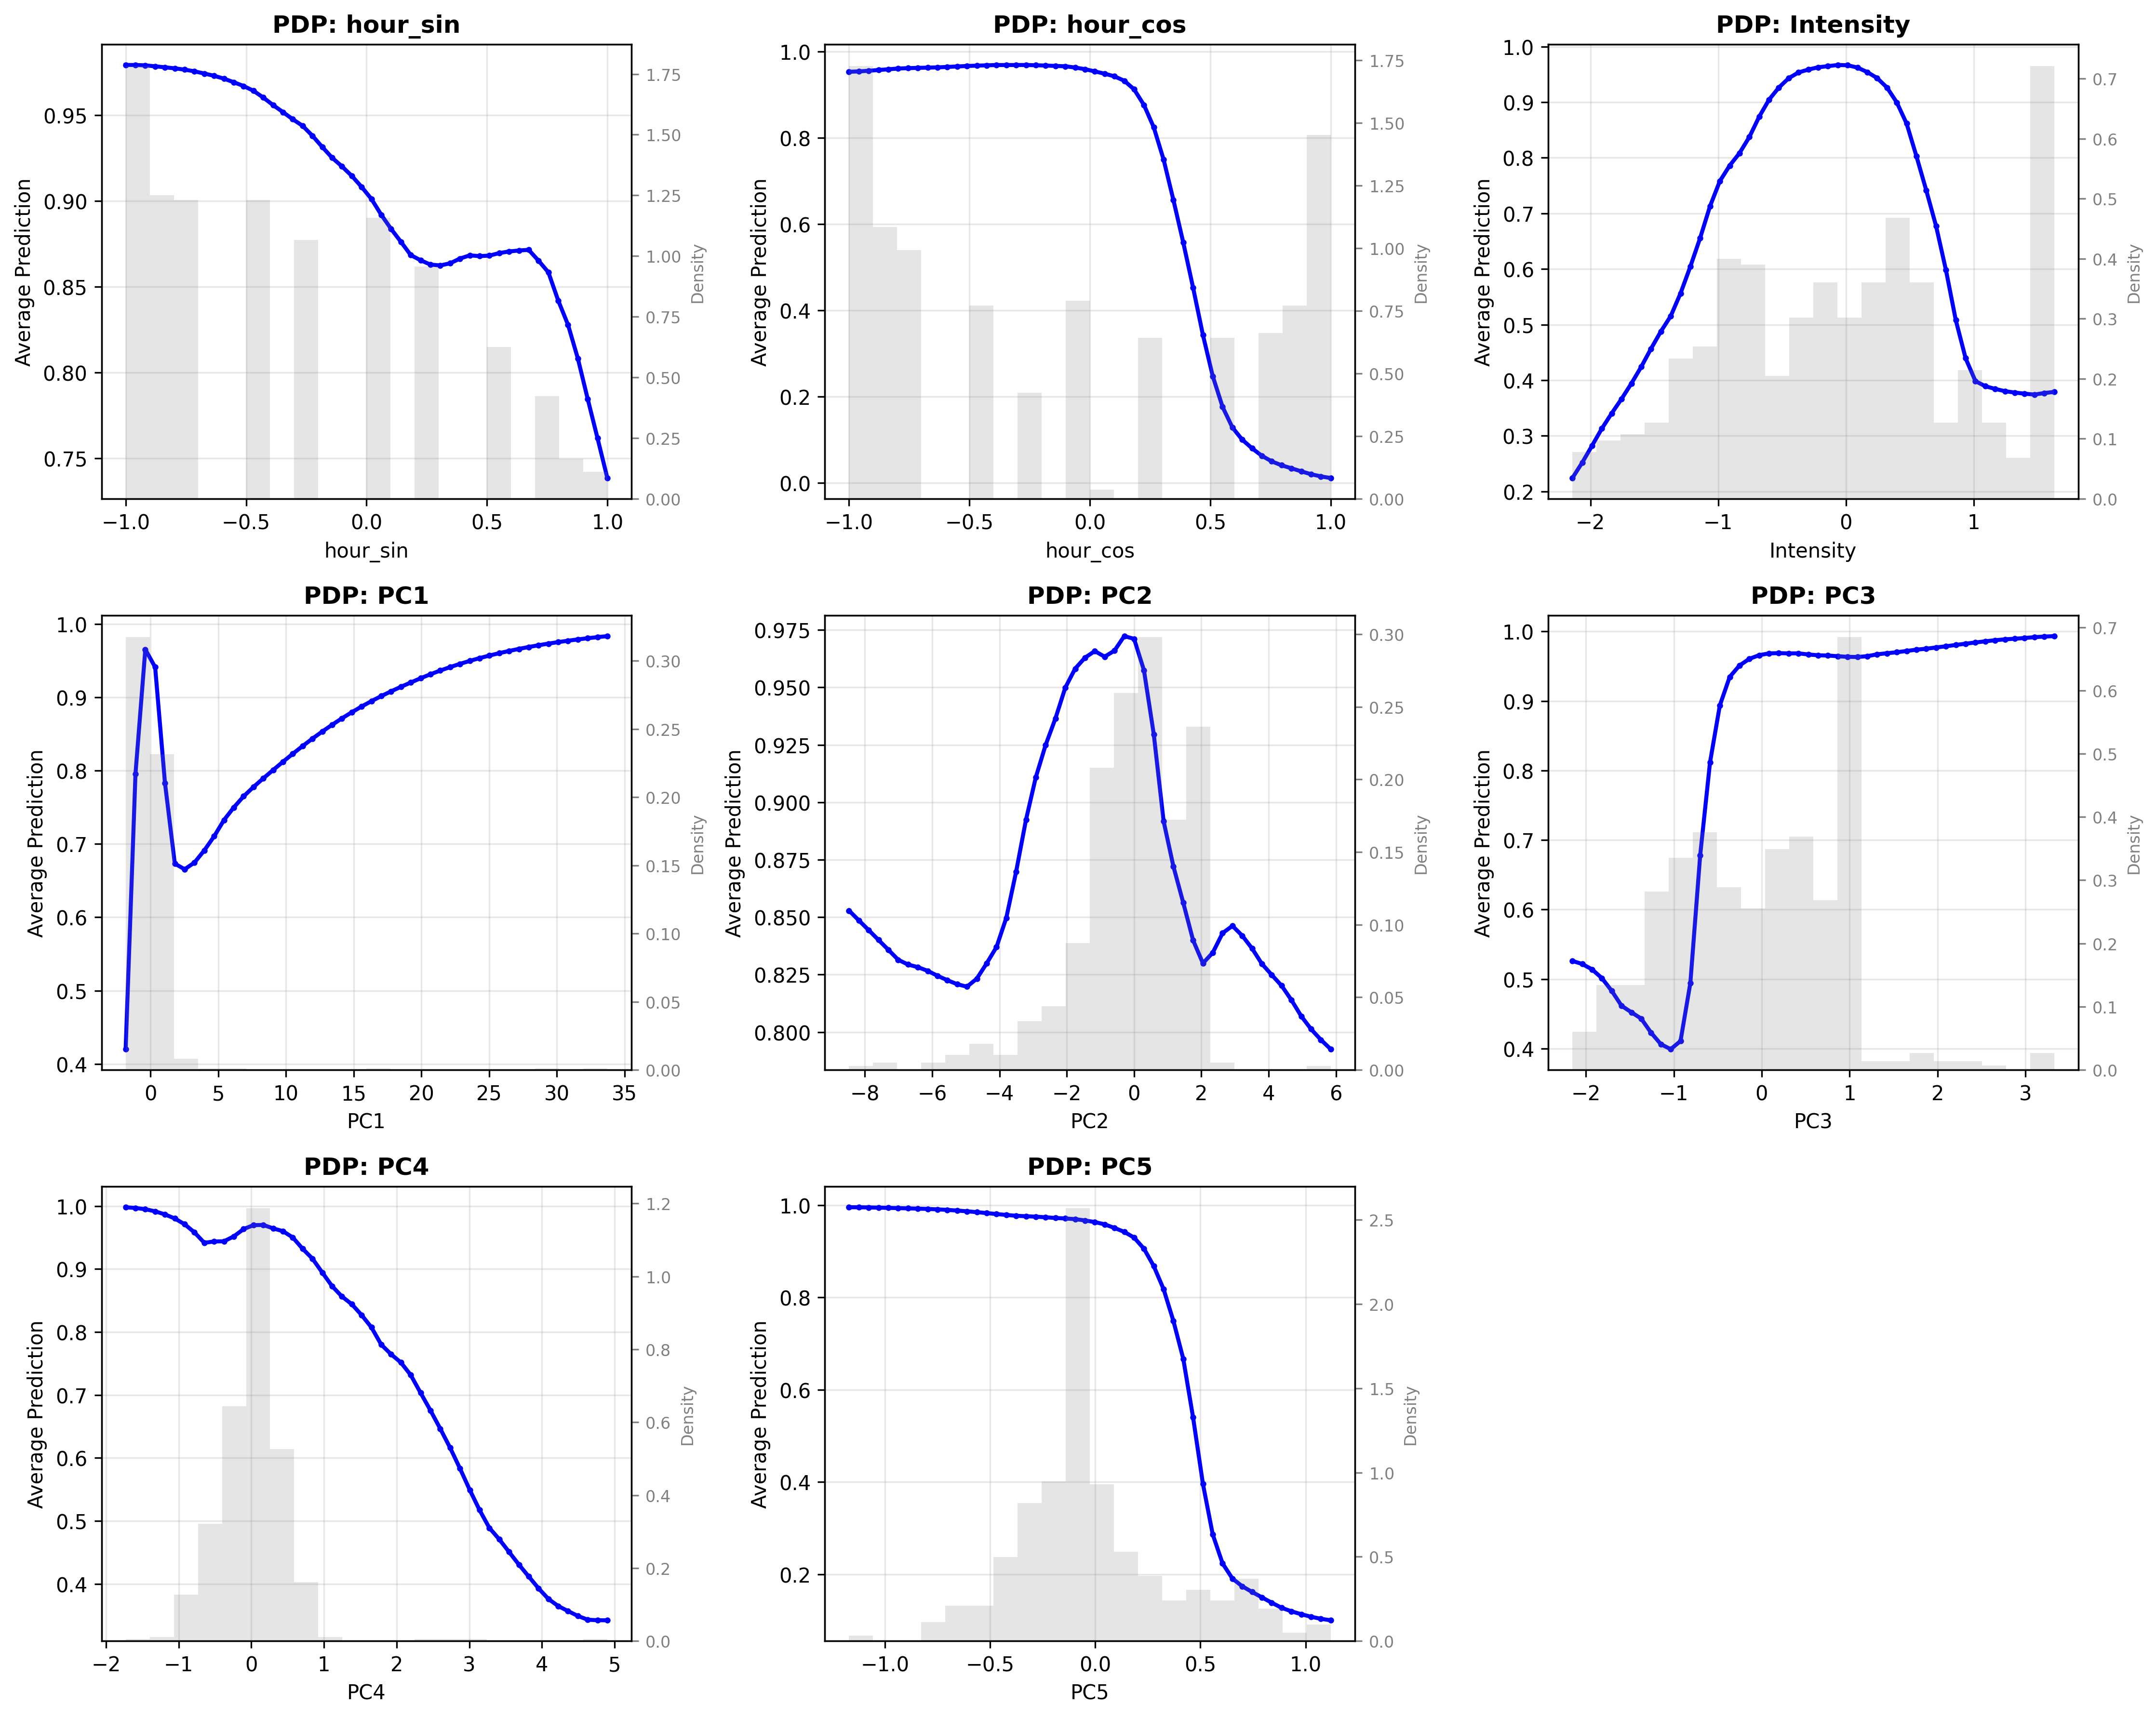 PDP: hour_sin
Average Prediction
0.95
0.90
0.85
0.80
0.75
1.75
1.50
1.25
1.00
0.75
0.50
0.25
0.00
Density
−1.0 −0.5 0.0 0.5 1.0
hour_sin
PDP: hour_cos
Average Prediction
1.0
0.8
0.6
0.4
0.2
0.0
1.75
1.50
1.25
1.00
0.75
0.50
0.25
0.00
Density
−1.0 −0.5 0.0 0.5 1.0
hour_cos
PDP: Intensity
Average Prediction
1.0
0.9
0.8
0.7
0.6
0.5
0.4
0.3
0.2
0.7
0.6
0.5
0.4
0.3
0.2
0.1
0.0
Density
−2 −1 0 1
Intensity
PDP: PC1
Average Prediction
1.0
0.9
0.8
0.7
0.6
0.5
0.4
0.30
0.25
0.20
0.15
0.10
0.05
0.00
Density
0 5 10 15 20 25 30 35
PC1
PDP: PC2
Average Prediction
0.975
0.950
0.925
0.900
0.875
0.850
0.825
0.800
0.30
0.25
0.20
0.15
0.10
0.05
0.00
Density
−8 −6 −4 −2 0 2 4 6
PC2
PDP: PC3
Average Prediction
1.0
0.9
0.8
0.7
0.6
0.5
0.4
0.7
0.6
0.5
0.4
0.3
0.2
0.1
0.0
Density
−2 −1 0 1 2 3
PC3
PDP: PC4
Average Prediction
1.0
0.9
0.8
0.7
0.6
0.5
0.4
1.2
1.0
0.8
0.6
0.4
0.2
0.0
Density
−2 −1 0 1 2 3 4 5
PC4
PDP: PC5
Average Prediction
1.0
0.8
0.6
0.4
0.2
2.5
2.0
1.5
1.0
0.5
0.0
Density
−1.0 −0.5 0.0 0.5 1.0
PC5